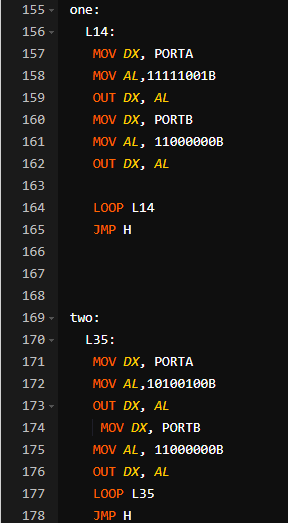 155 one:
156 L14:
157 MOV DX, PORTA
158 MOV AL,11111001B
159 OUT DX, AL
160 MOV DX, PORTB
161 MOV AL, 11000000B
162 OUT DX, AL
163
164 LOOP L14
165 JMP H
166
167
168
169 two:
170 L35:
171 MOV DX, PORTA
172 MOV AL,10100100B
173 OUT DX, AL
174 MOV DX, PORTB
175 MOV AL, 11000000B
176 OUT DX, AL
177 LOOP L35
178 JMP H